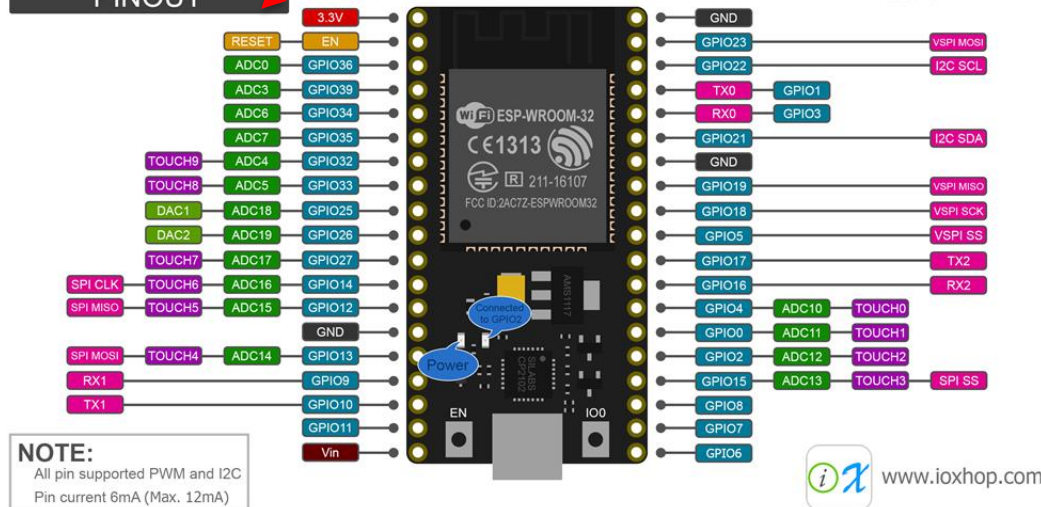 PINOUT
3.3V GND
RESET EN GPIO23 VSPI MOSI
ADC0 GPIO36 GPIO22 I2C SCL
ADC3 GPIO39 TX0 GPIO1
ADC6 GPIO34 RX0 GPIO3
ADC7 GPIO35 GPIO21 I2C SDA
TOUCH9 ADC4 GPIO32 GND
TOUCH8 ADC5 GPIO33 GPIO19 VSPI MISO
DAC1 ADC18 GPIO25 GPIO18 VSPI SCK
DAC2 ADC19 GPIO26 GPIO5 VSPI SS
TOUCH7 ADC17 GPIO27 GPIO17 TX2
SPI CLK TOUCH6 ADC16 GPIO14 GPIO16 RX2
SPI MISO TOUCH5 ADC15 GPIO12 GPIO4 ADC10 TOUCH0
GND GPIO0 ADC11 TOUCH1
SPI MOSI TOUCH4 ADC14 GPIO13 GPIO2 ADC12 TOUCH2
RX1 GPIO9 GPIO15 ADC13 TOUCH3 SPI SS
TX1 GPIO10 GPIO8
GPIO11 GPIO7
Vin GPIO6
WiFi ESP-WROOM-32
CE1313
R 211-16107
FCC ID:2AC7Z-ESPWROOM32
AMS1117
Connected
to GPIO2
Power
SILABS
CP2102
EN IO0
NOTE:
All pin supported PWM and I2C
Pin current 6mA (Max. 12mA)
iX www.ioxhop.com